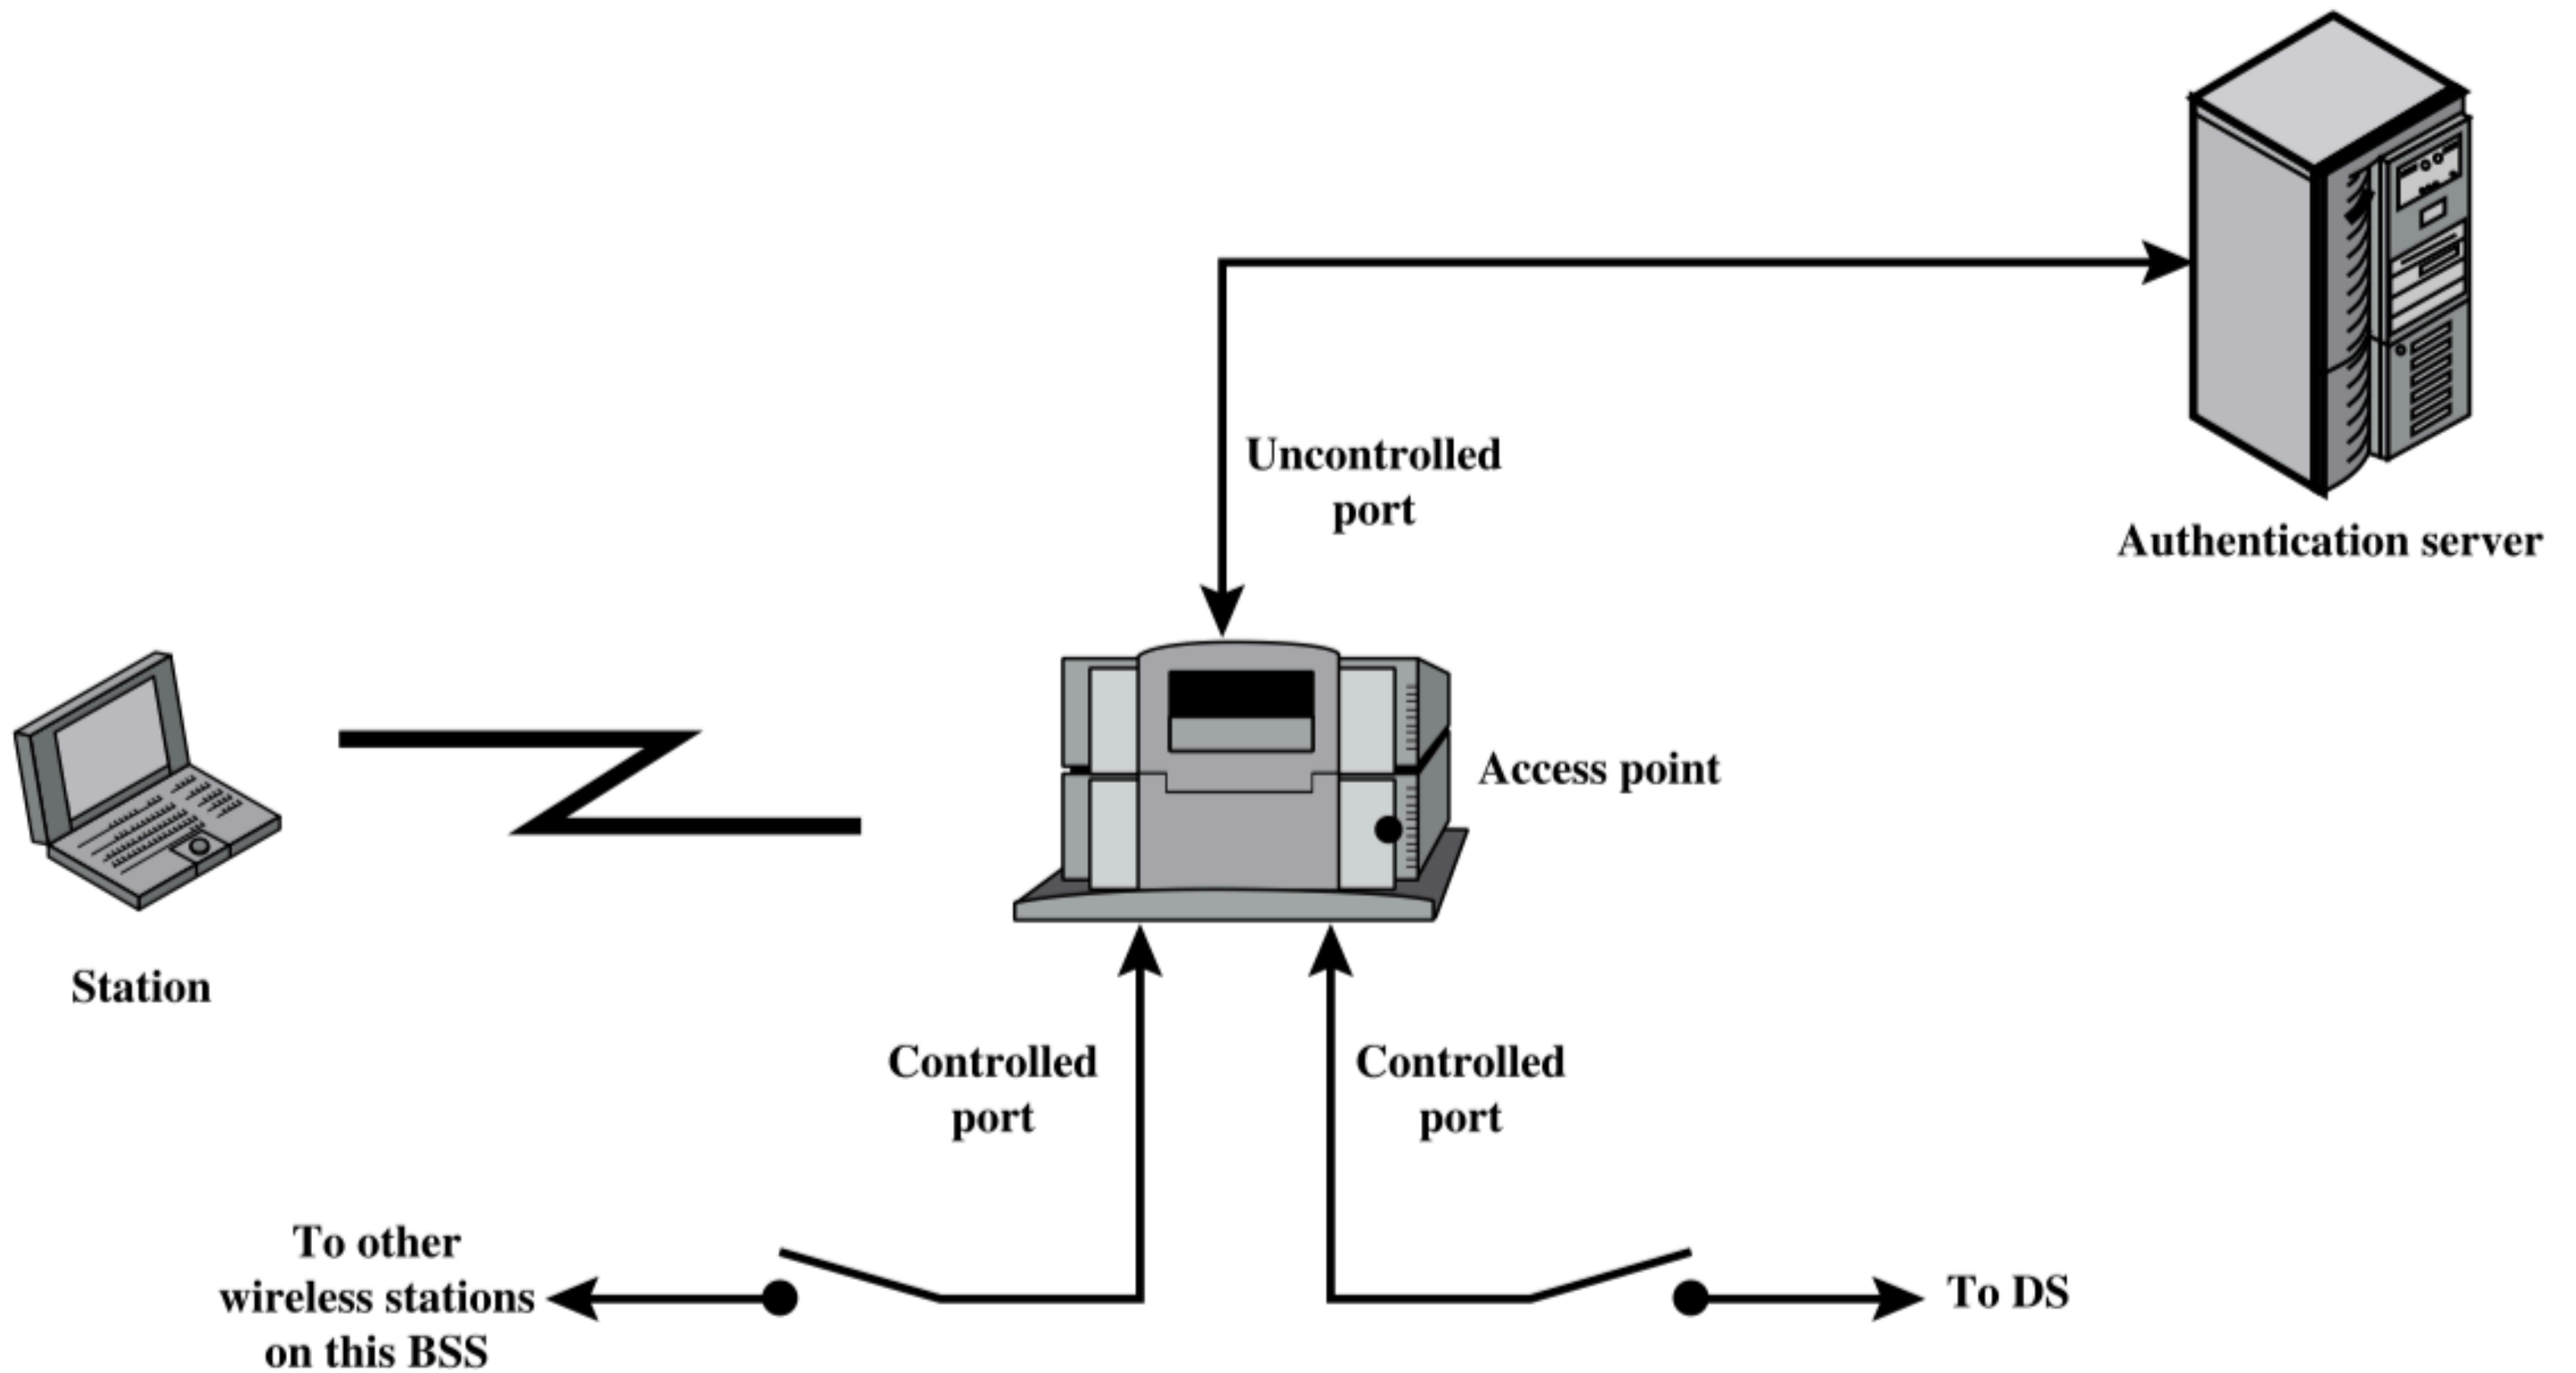 Uncontrolled
port
Authentication server
Access point
Station
Controlled
port
Controlled
port
To other
wireless stations
on this BSS
To DS